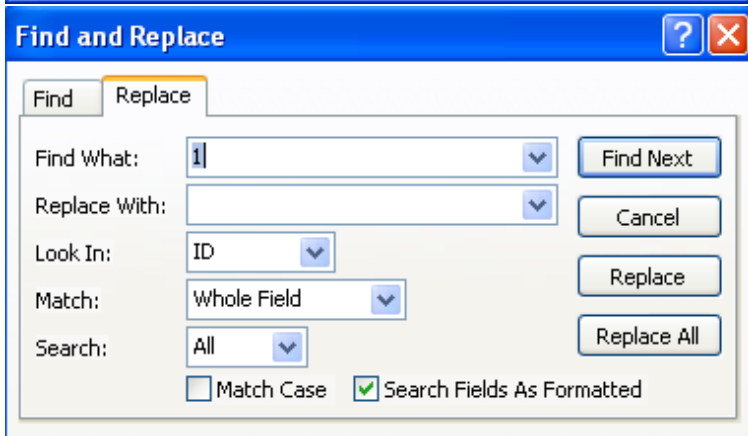 Find and Replace
Find Replace
Find What: 1 Find Next
Replace With: Cancel
Look In: ID
Replace
Match: Whole Field
Search: All Replace All
Match Case Search Fields As Formatted